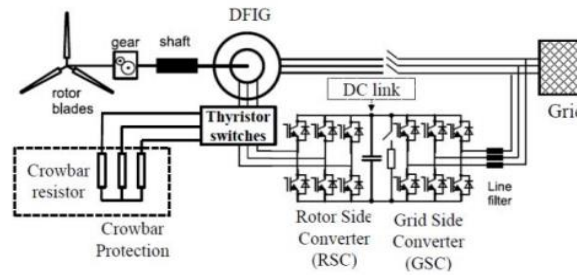 DFIG
gear
shaft
rotor
blades
Thyristor
switches
DC link
Grid
Crowbar
resistor
Crowbar
Protection
Rotor Side
Converter
(RSC)
Grid Side
Converter
(GSC)
Line
filter